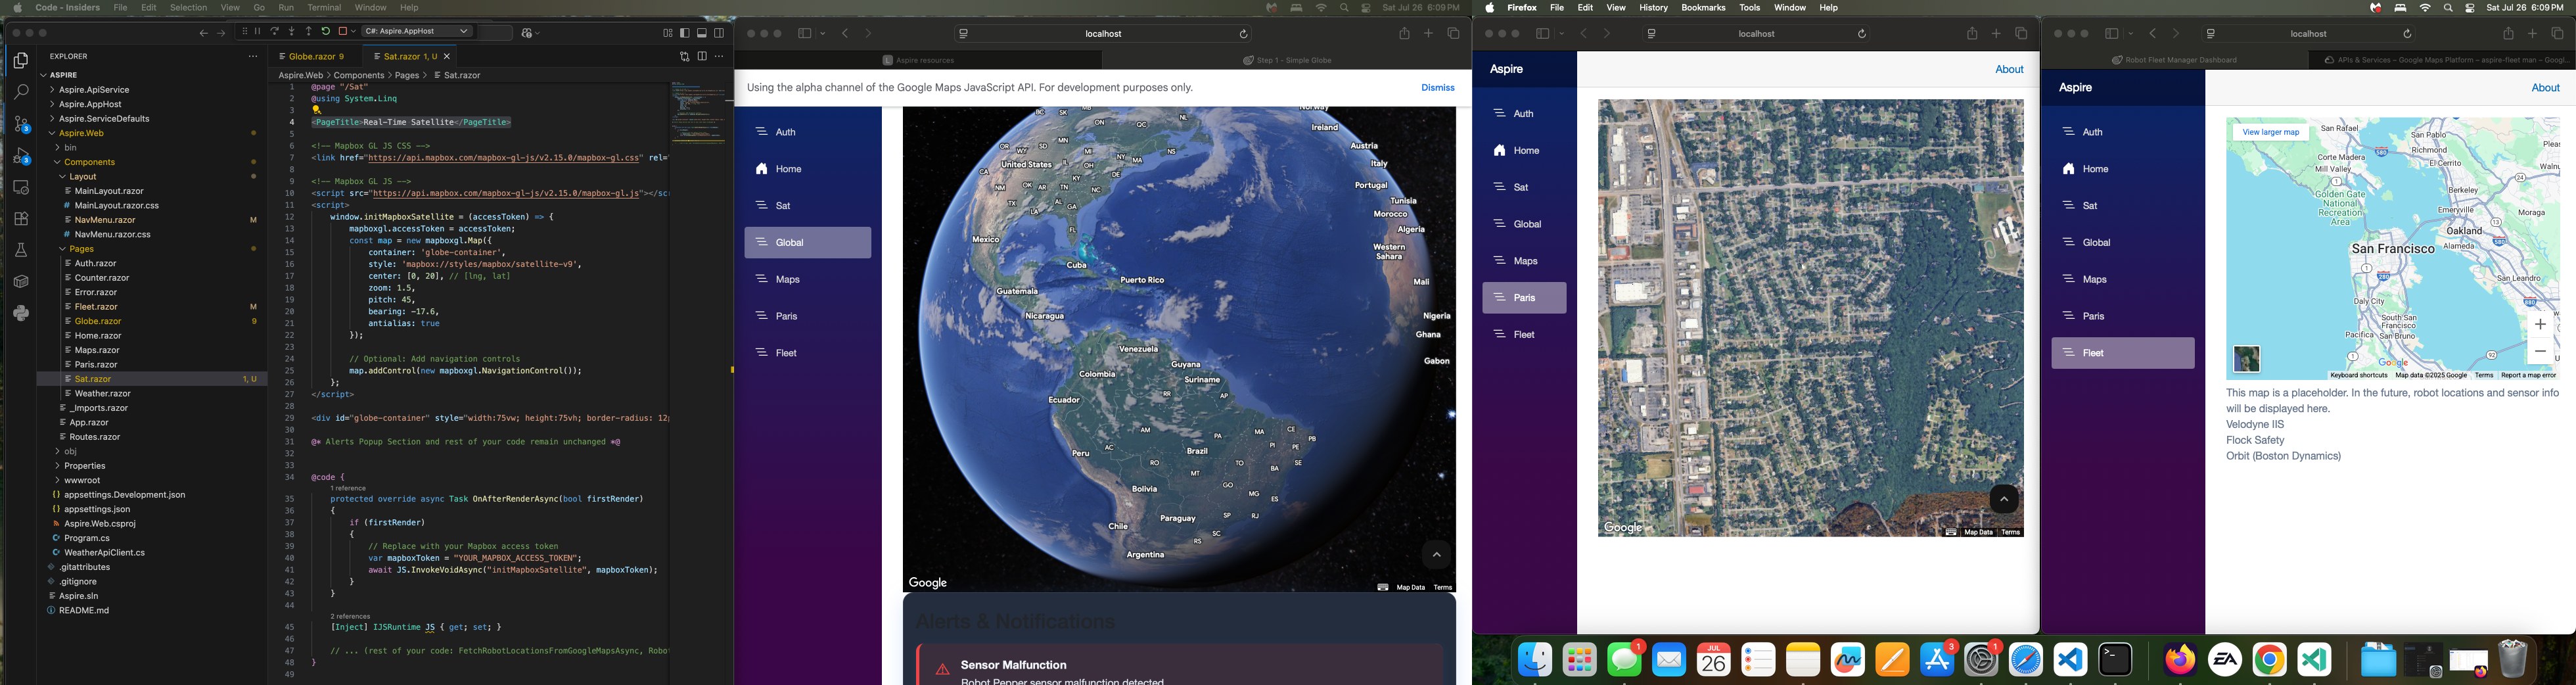 Code - Insiders File Edit Selection View Go Run Terminal Window Help
Sat Jul 26 6:09 PM
Firefox File Edit View History Bookmarks Tools Window Help
Sat Jul 26 6:09 PM
C#: Aspire.AppHost
EXPLORER
ASPIRE
Aspire.ApiService
Aspire.AppHost
Aspire.ServiceDefaults
Aspire.Web
bin
Components
Layout
MainLayout.razor
MainLayout.razor.css
NavMenu.razor M
NavMenu.razor.css
Pages
Auth.razor
Counter.razor
Error.razor
Fleet.razor M
Globe.razor 9
Home.razor
Maps.razor
Paris.razor
Sat.razor 1, U
Weather.razor
_Imports.razor
App.razor
Routes.razor
obj
Properties
wwwroot
appsettings.Development.json
appsettings.json
Aspire.Web.csproj
Program.cs
WeatherApiClient.cs
.gitattributes
.gitignore
Aspire.sln
README.md
Globe.razor 9
Sat.razor 1, U
Aspire.Web > Components > Pages > Sat.razor
1 @page "/Sat"
2 @using System.Linq
3
4 <PageTitle>Real-Time Satellite</PageTitle>
5
6 <!-- Mapbox GL JS CSS -->
7 <link href="https://api.mapbox.com/mapbox-gl-js/v2.15.0/mapbox-gl.css" rel=
8
9 <!-- Mapbox GL JS -->
10 <script src="https://api.mapbox.com/mapbox-gl-js/v2.15.0/mapbox-gl.js"></sc
11 <script>
12 window.initMapboxSatellite = (accessToken) => {
13 mapboxgl.accessToken = accessToken;
14 const map = new mapboxgl.Map({
15 container: 'globe-container',
16 style: 'mapbox://styles/mapbox/satellite-v9',
17 center: [0, 20], // [lng, lat]
18 zoom: 1.5,
19 pitch: 45,
20 bearing: -17.6,
21 antialias: true
22 });
23
24 // Optional: Add navigation controls
25 map.addControl(new mapboxgl.NavigationControl());
26 };
27 </script>
28
29 <div id="globe-container" style="width:75vw; height:75vh; border-radius: 12p
30
31 @* Alerts Popup Section and rest of your code remain unchanged *@
32
33
34 @code {
1 reference
35 protected override async Task OnAfterRenderAsync(bool firstRender)
36 {
37 if (firstRender)
38 {
39 // Replace with your Mapbox access token
40 var mapboxToken = "YOUR_MAPBOX_ACCESS_TOKEN";
41 await JS.InvokeVoidAsync("initMapboxSatellite", mapboxToken);
42 }
43 }
44
2 references
45 [Inject] IJSRuntime JS { get; set; }
46
47 // ... (rest of your code: FetchRobotLocationsFromGoogleMapsAsync, Robo
48 }
49
localhost
Aspire resources
Step 1 - Simple Globe
Using the alpha channel of the Google Maps JavaScript API. For development purposes only.
Dismiss
Auth
Home
Sat
Global
Maps
Paris
Fleet
Norway
Ireland
Austria
Italy
Portugal
Tunisia
Morocco
Algeria
Western
Sahara
Mali
Nigeria
Ghana
Gabon
United States
Mexico
Cuba
Puerto Rico
Guatemala
Nicaragua
Venezuela
Guyana
Colombia
Suriname
Ecuador
Peru
Brazil
Bolivia
Paraguay
Chile
Argentina
Google
Map Data Terms
Alerts & Notifications
Sensor Malfunction
Robot Pepper sensor malfunction detected
localhost
Aspire
About
Auth
Home
Sat
Global
Maps
Paris
Fleet
Google
Map Data Terms
localhost
Robot Fleet Manager Dashboard
APIs & Services – Google Maps Platform – aspire-fleet man – Googl...
Aspire
About
Auth
Home
Sat
Global
Maps
Paris
Fleet
View larger map
San Rafael
San Pablo
Richmond
Corte Madera
El Cerrito
Mill Valley
Golden Gate
National
Recreation
Area
Berkeley
Emeryville
Moraga
Oakland
San Francisco
Alameda
San Leandro
Daly City
South San
Francisco
Pacifica
San Bruno
Google
Keyboard shortcuts Map data ©2025 Google Terms Report a map error
This map is a placeholder. In the future, robot locations and sensor info
will be displayed here.
Velodyne IIS
Flock Safety
Orbit (Boston Dynamics)
JUL
26